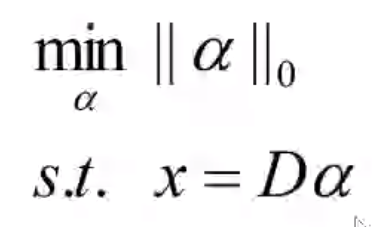 min ‖ α ‖₀
α
s.t. x = Dα